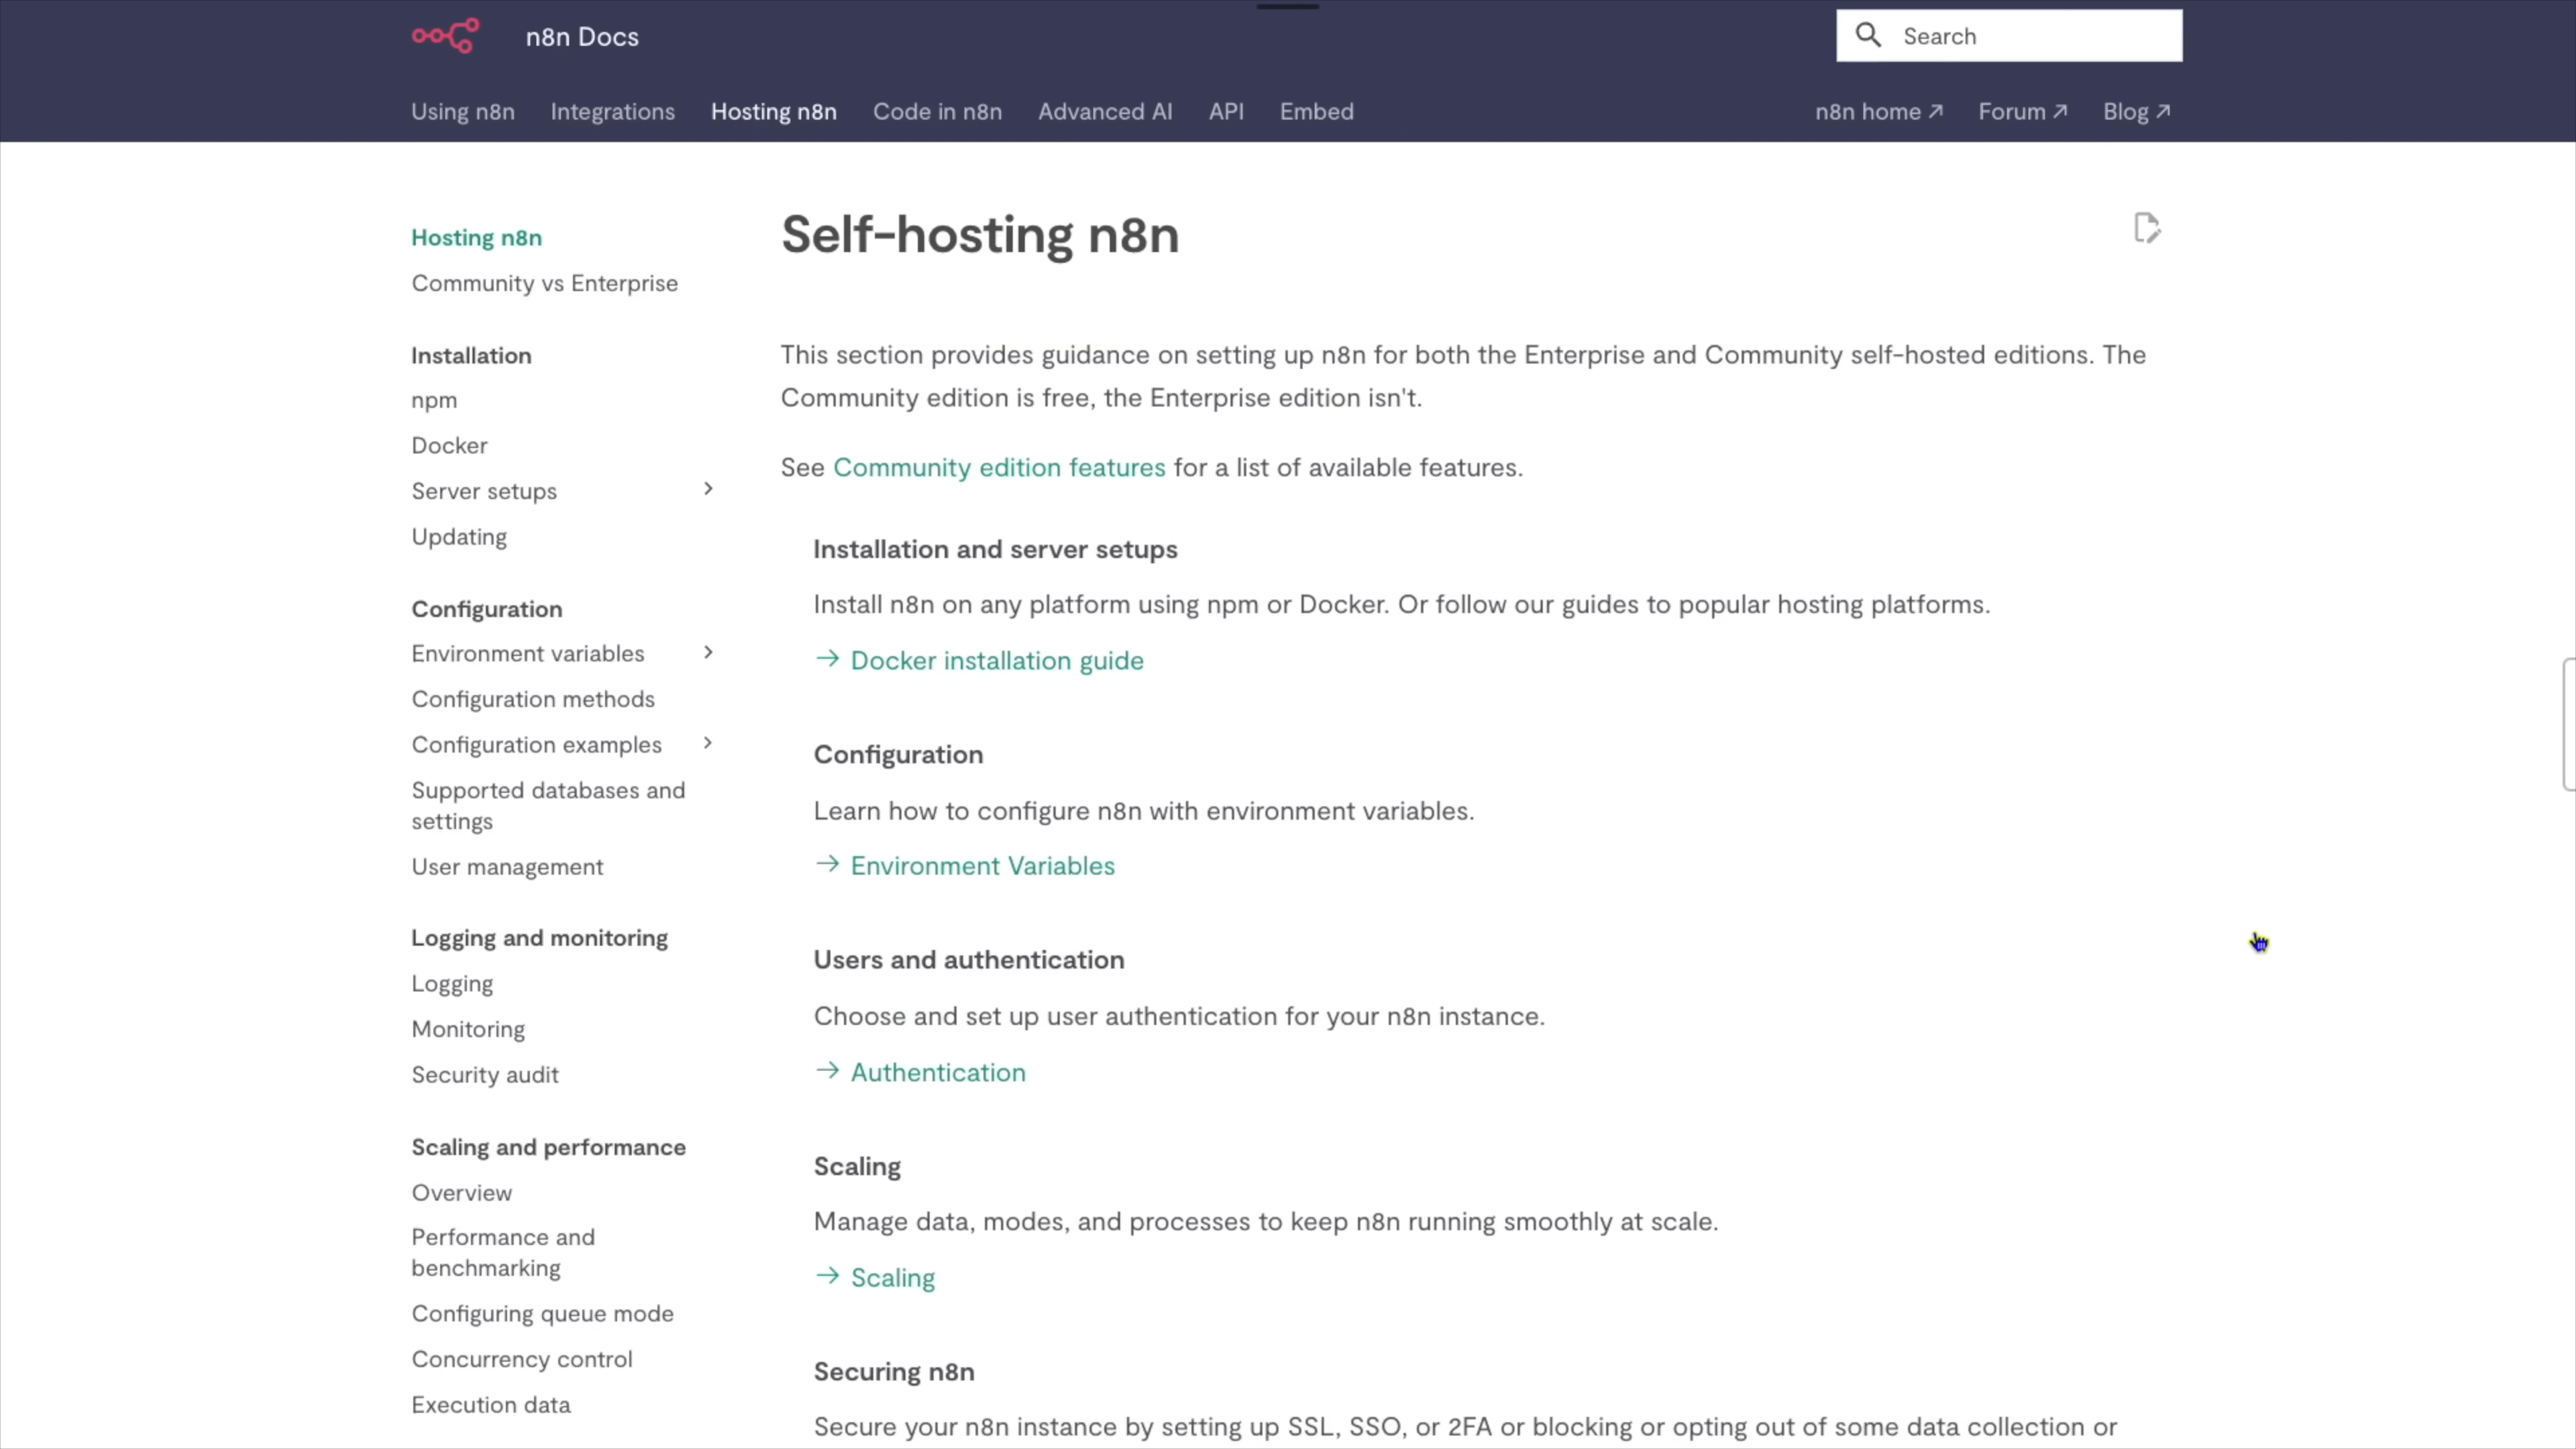 n8n Docs
Search
Using n8n Integrations Hosting n8n Code in n8n Advanced AI API Embed n8n home Forum Blog
Hosting n8n
Community vs Enterprise
Installation
npm
Docker
Server setups
Updating
Configuration
Environment variables
Configuration methods
Configuration examples
Supported databases and
settings
User management
Logging and monitoring
Logging
Monitoring
Security audit
Scaling and performance
Overview
Performance and
benchmarking
Configuring queue mode
Concurrency control
Execution data
Self-hosting n8n
This section provides guidance on setting up n8n for both the Enterprise and Community self-hosted editions. The
Community edition is free, the Enterprise edition isn't.
See Community edition features for a list of available features.
Installation and server setups
Install n8n on any platform using npm or Docker. Or follow our guides to popular hosting platforms.
→ Docker installation guide
Configuration
Learn how to configure n8n with environment variables.
→ Environment Variables
Users and authentication
Choose and set up user authentication for your n8n instance.
→ Authentication
Scaling
Manage data, modes, and processes to keep n8n running smoothly at scale.
→ Scaling
Securing n8n
Secure your n8n instance by setting up SSL, SSO, or 2FA or blocking or opting out of some data collection or